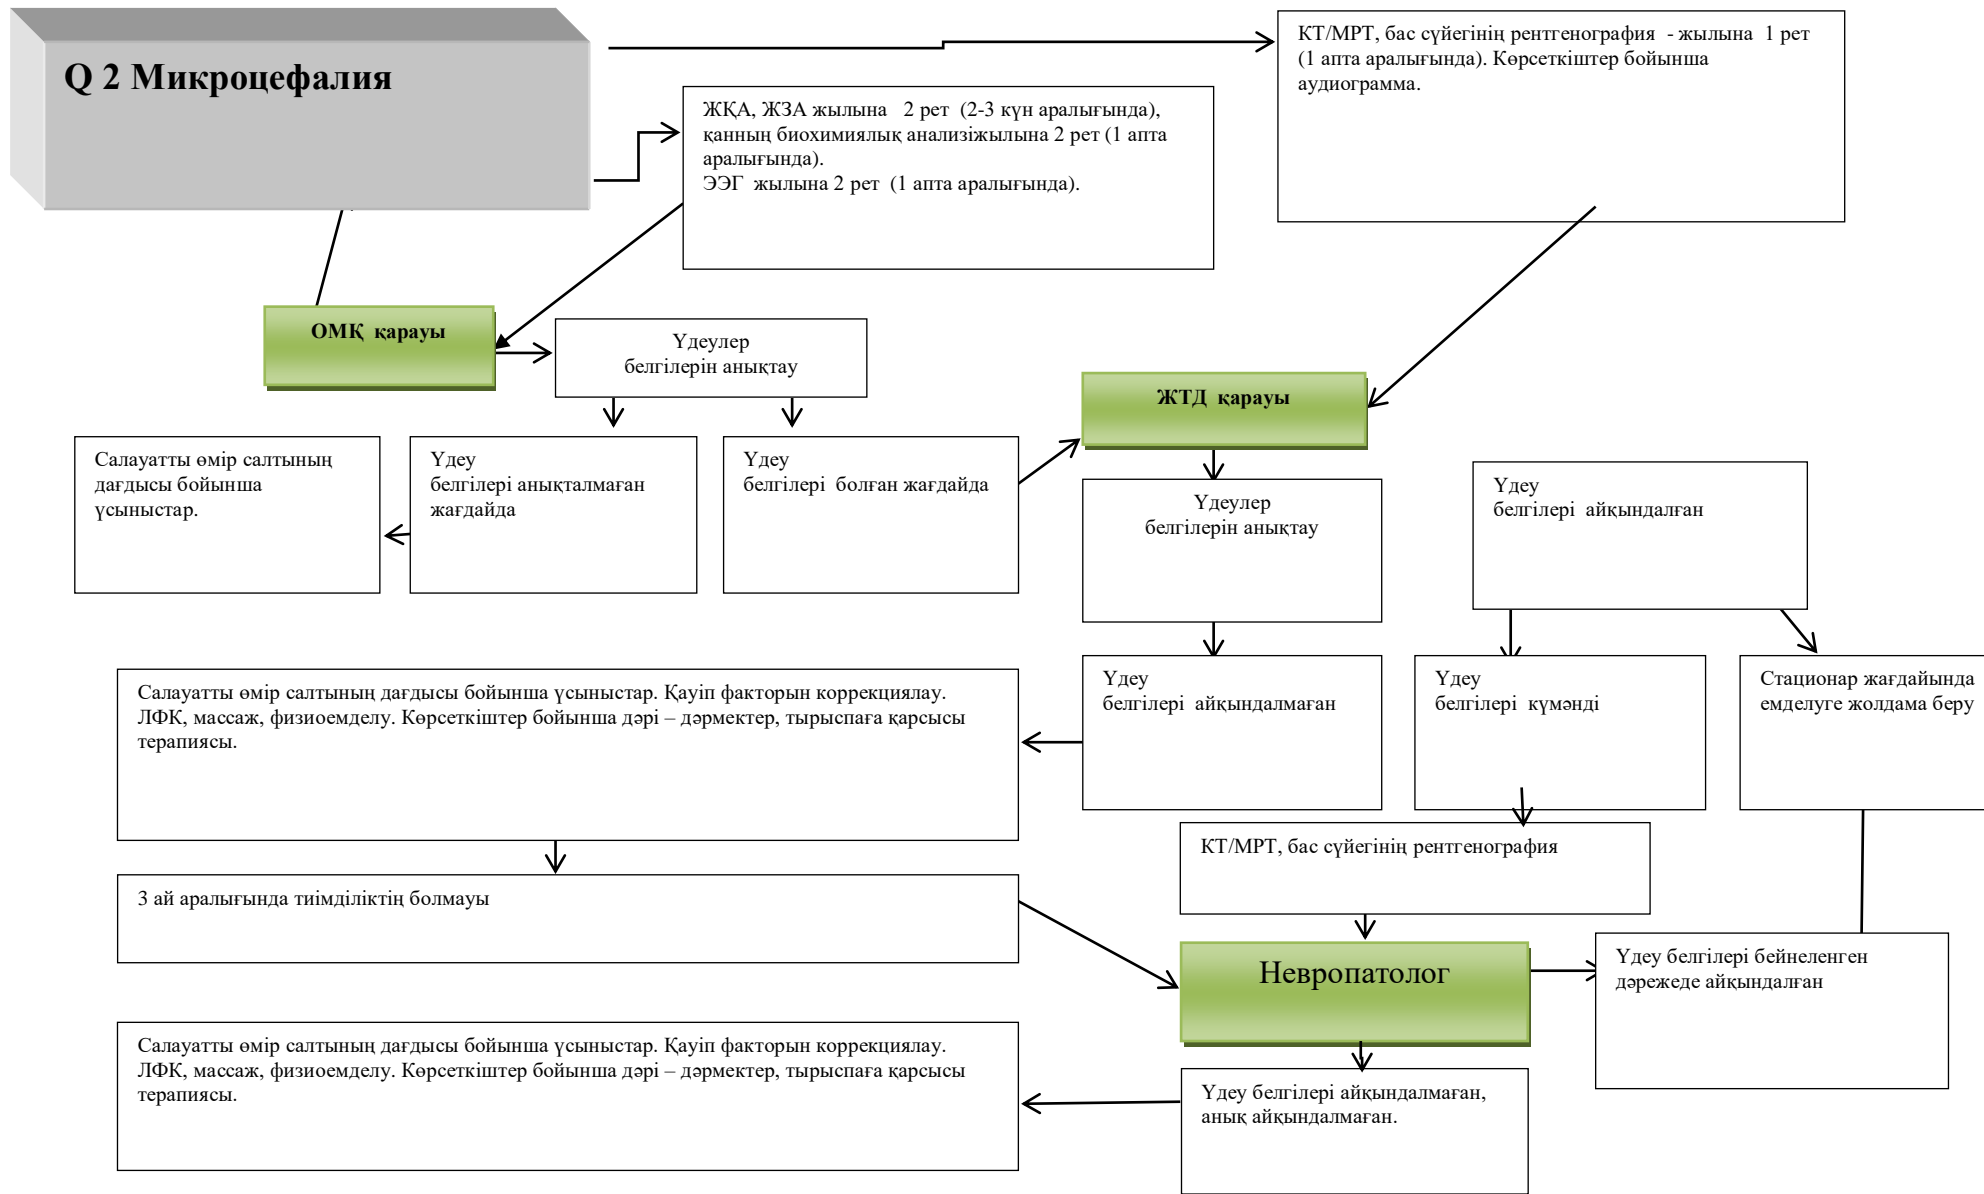 Q 2 Микроцефалия
КТ/МРТ, бас сүйегінің рентгенография - жылына 1 рет
(1 апта аралығында). Көрсеткіштер бойынша
аудиограмма.
ЖҚА, ЖЗА жылына 2 рет (2-3 күн аралығында),
қанның биохимиялық анализіжылына 2 рет (1 апта
аралығында).
ЭЭГ жылына 2 рет (1 апта аралығында).
ОМҚ қарауы
Үдеулер
белгілерін анықтау
ЖТД қарауы
Салауатты өмір салтының
дағдысы бойынша
үсыныстар.
Үдеу
белгілері анықталмаған
жағдайда
Үдеу
белгілері болған жағдайда
Үдеулер
белгілерін анықтау
Үдеу
белгілері айқындалған
Салауатты өмір салтының дағдысы бойынша үсыныстар. Қауіп факторын коррекциялау.
ЛФК, массаж, физиоемделу. Көрсеткіштер бойынша дәрі – дәрмектер, тырыспаға қарсысы
терапиясы.
Үдеу
белгілері айқындалмаған
Үдеу
белгілері күмәнді
Стационар жағдайында
емделуге жолдама беру
КТ/МРТ, бас сүйегінің рентгенография
3 ай аралығында тиімділіктің болмауы
Невропатолог
Үдеу белгілері бейнеленген
дәрежеде айқындалған
Салауатты өмір салтының дағдысы бойынша үсыныстар. Қауіп факторын коррекциялау.
ЛФК, массаж, физиоемделу. Көрсеткіштер бойынша дәрі – дәрмектер, тырыспаға қарсысы
терапиясы.
Үдеу белгілері айқындалмаған,
анық айқындалмаған.